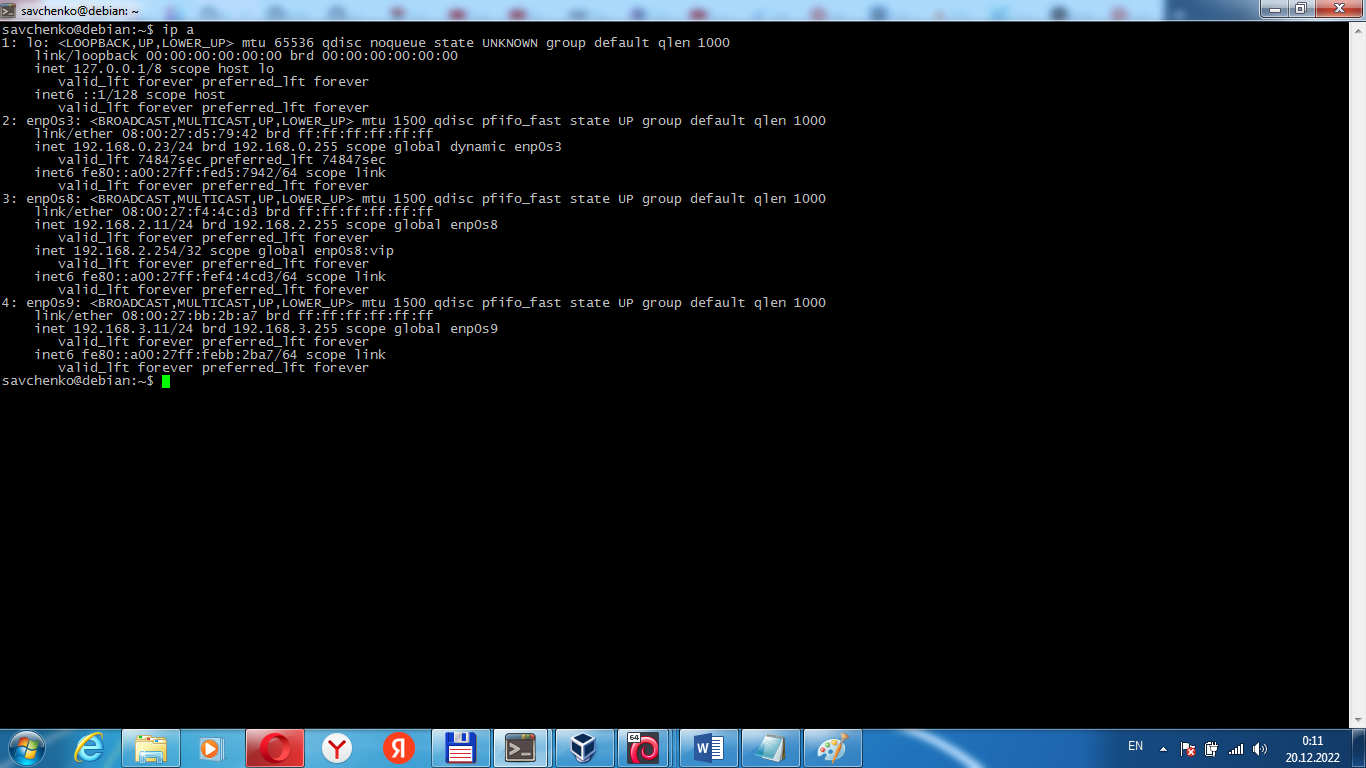 savchenko@debian: ~
savchenko@debian:~$ ip a
1: lo: <LOOPBACK,UP,LOWER_UP> mtu 65536 qdisc noqueue state UNKNOWN group default qlen 1000
    link/loopback 00:00:00:00:00:00 brd 00:00:00:00:00:00
    inet 127.0.0.1/8 scope host lo
       valid_lft forever preferred_lft forever
    inet6 ::1/128 scope host
       valid_lft forever preferred_lft forever
2: enp0s3: <BROADCAST,MULTICAST,UP,LOWER_UP> mtu 1500 qdisc pfifo_fast state UP group default qlen 1000
    link/ether 08:00:27:d5:79:42 brd ff:ff:ff:ff:ff:ff
    inet 192.168.0.23/24 brd 192.168.0.255 scope global dynamic enp0s3
       valid_lft 74847sec preferred_lft 74847sec
    inet6 fe80::a00:27ff:fed5:7942/64 scope link
       valid_lft forever preferred_lft forever
3: enp0s8: <BROADCAST,MULTICAST,UP,LOWER_UP> mtu 1500 qdisc pfifo_fast state UP group default qlen 1000
    link/ether 08:00:27:f4:4c:d3 brd ff:ff:ff:ff:ff:ff
    inet 192.168.2.11/24 brd 192.168.2.255 scope global enp0s8
       valid_lft forever preferred_lft forever
    inet 192.168.2.254/32 scope global enp0s8:vip
       valid_lft forever preferred_lft forever
    inet6 fe80::a00:27ff:fef4:4cd3/64 scope link
       valid_lft forever preferred_lft forever
4: enp0s9: <BROADCAST,MULTICAST,UP,LOWER_UP> mtu 1500 qdisc pfifo_fast state UP group default qlen 1000
    link/ether 08:00:27:bb:2b:a7 brd ff:ff:ff:ff:ff:ff
    inet 192.168.3.11/24 brd 192.168.3.255 scope global enp0s9
       valid_lft forever preferred_lft forever
    inet6 fe80::a00:27ff:febb:2ba7/64 scope link
       valid_lft forever preferred_lft forever
savchenko@debian:~$
64
EN
0:11
20.12.2022